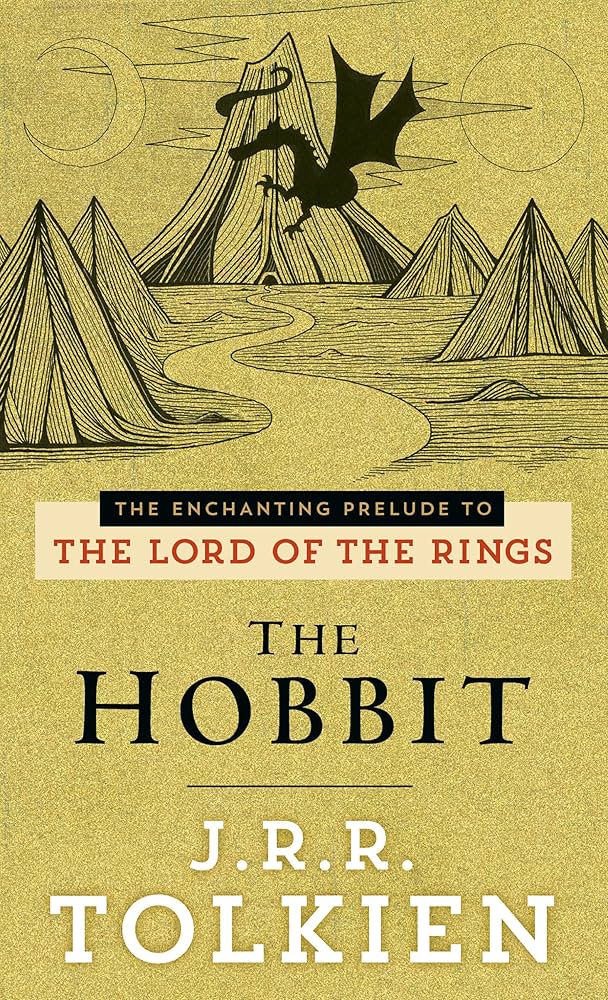 THE ENCHANTING PRELUDE TO
THE LORD OF THE RINGS
THE
HOBBIT
J.R.R.
TOLKIEN